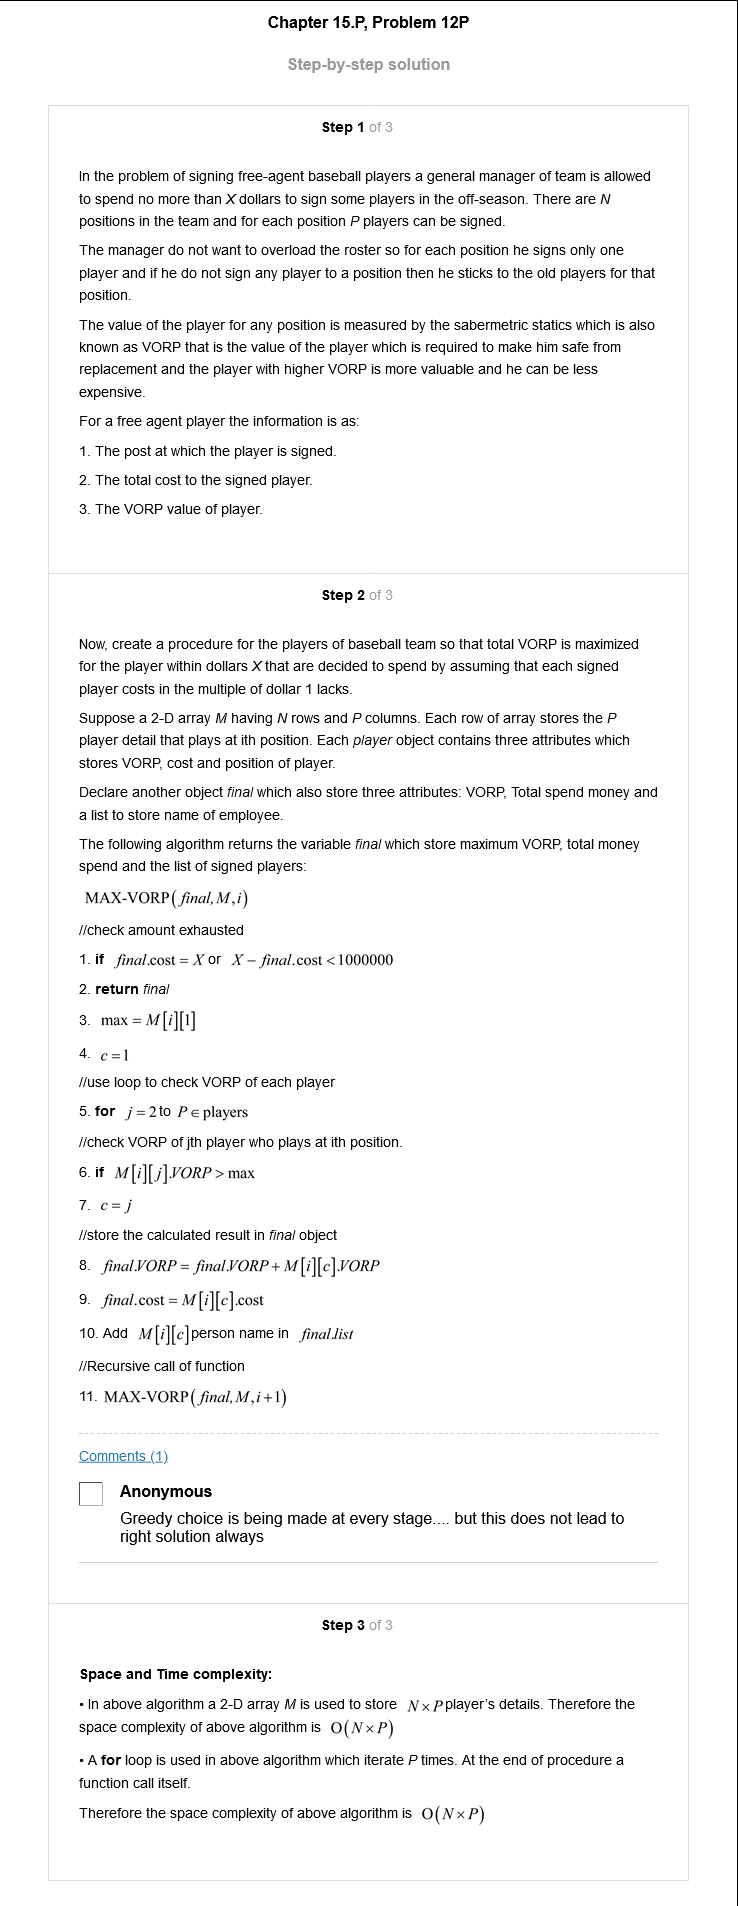 Chapter 15.P, Problem 12P
Step-by-step solution
Step 1 of 3
In the problem of signing free-agent baseball players a general manager of team is allowed
to spend no more than X dollars to sign some players in the off-season. There are N
positions in the team and for each position P players can be signed.
The manager do not want to overload the roster so for each position he signs only one
player and if he do not sign any player to a position then he sticks to the old players for that
position.
The value of the player for any position is measured by the sabermetric statics which is also
known as VORP that is the value of the player which is required to make him safe from
replacement and the player with higher VORP is more valuable and he can be less
expensive.
For a free agent player the information is as:
1. The post at which the player is signed.
2. The total cost to the signed player.
3. The VORP value of player.
Step 2 of 3
Now, create a procedure for the players of baseball team so that total VORP is maximized
for the player within dollars X that are decided to spend by assuming that each signed
player costs in the multiple of dollar 1 lacks.
Suppose a 2-D array M having N rows and P columns. Each row of array stores the P
player detail that plays at ith position. Each player object contains three attributes which
stores VORP, cost and position of player.
Declare another object final which also store three attributes: VORP, Total spend money and
a list to store name of employee.
The following algorithm returns the variable final which store maximum VORP, total money
spend and the list of signed players:
MAX-VORP(final,M,i)
//check amount exhausted
1. if final.cost = X or X − final.cost < 1000000
2. return final
3. max = M[i][1]
4. c = 1
//use loop to check VORP of each player
5. for j = 2 to P ∈ players
//check VORP of jth player who plays at ith position.
6. if M[i][j].VORP > max
7. c = j
//store the calculated result in final object
8. final.VORP = final.VORP + M[i][c].VORP
9. final.cost = M[i][c].cost
10. Add M[i][c] person name in final.list
//Recursive call of function
11. MAX-VORP(final,M,i+1)
Comments (1)
Anonymous
Greedy choice is being made at every stage.... but this does not lead to
right solution always
Step 3 of 3
Space and Time complexity:
• In above algorithm a 2-D array M is used to store N × P player's details. Therefore the
space complexity of above algorithm is O(N × P)
• A for loop is used in above algorithm which iterate P times. At the end of procedure a
function call itself.
Therefore the space complexity of above algorithm is O(N × P)